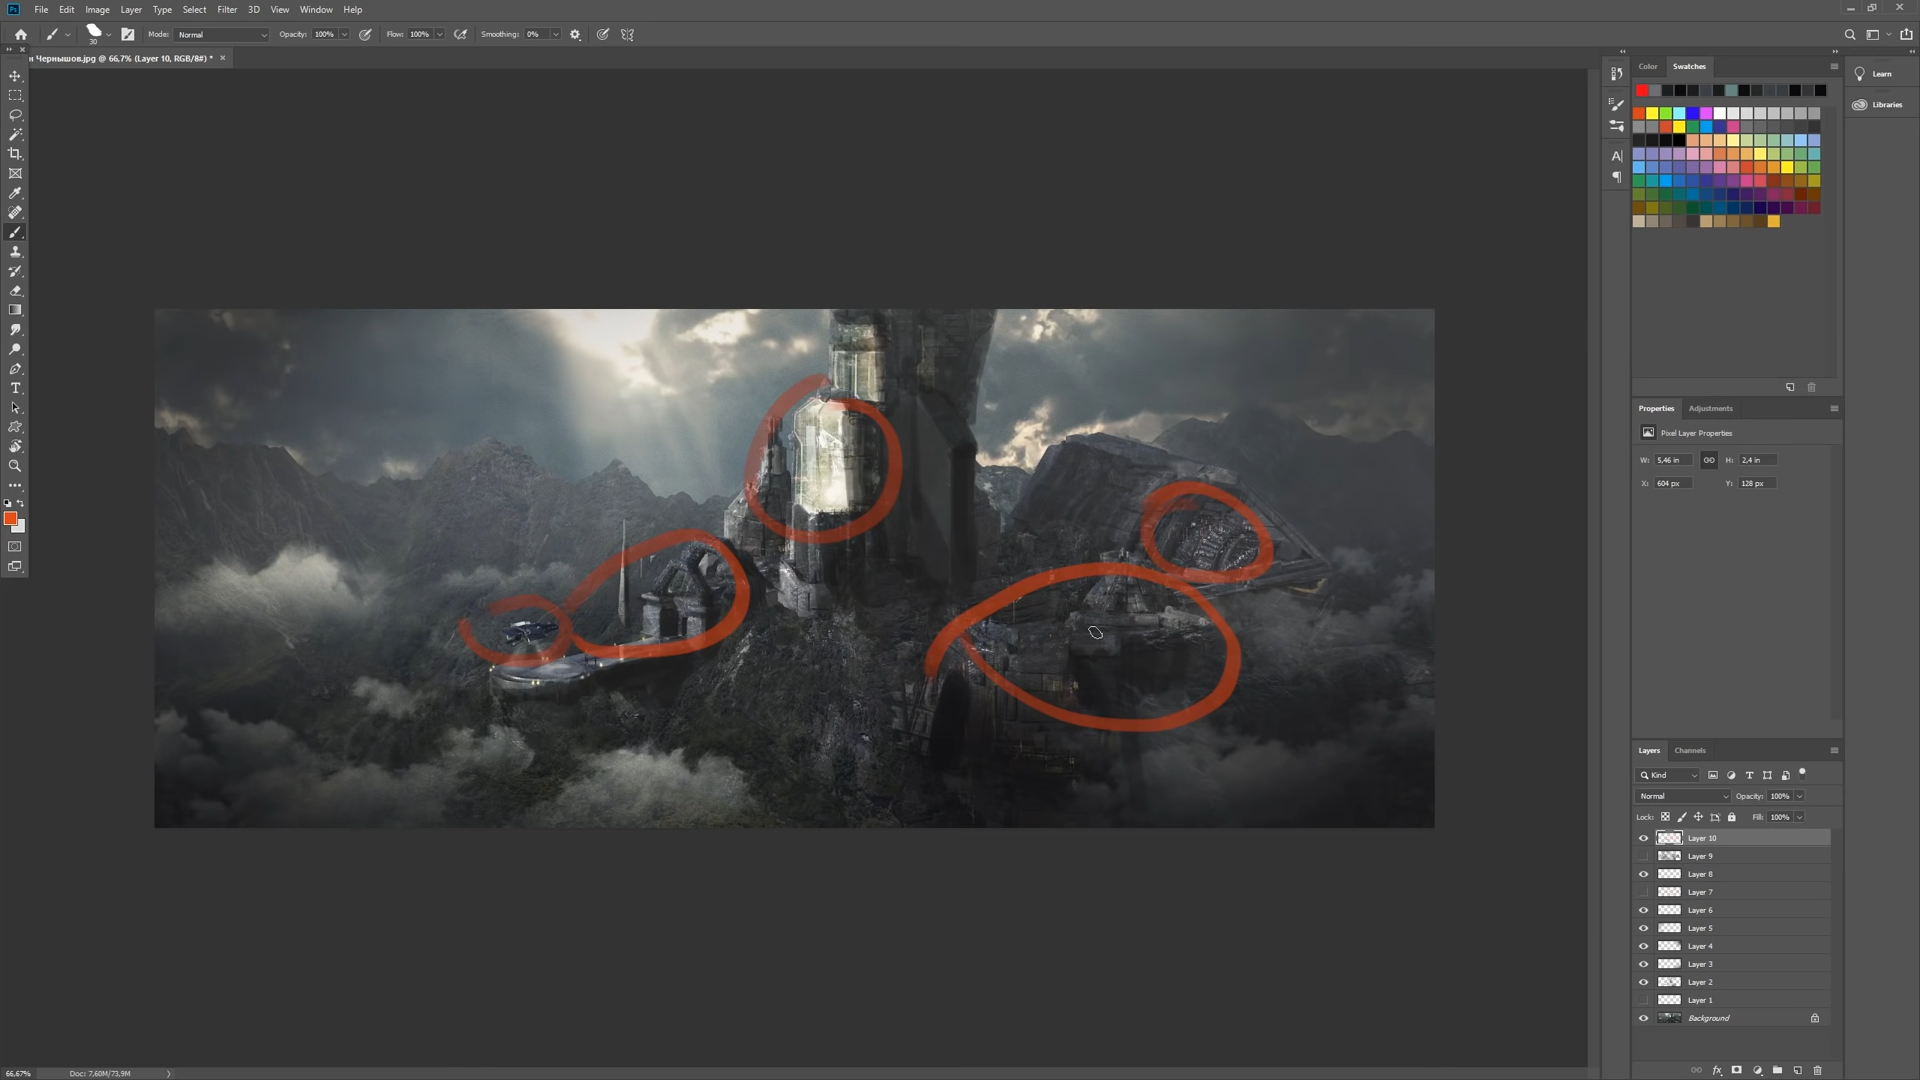 Ps File Edit Image Layer Type Select Filter 3D View Window Help
30 Mode: Normal Opacity: 100% Flow: 100% Smoothing: 0%
н Чернышов.jpg @ 66,7% (Layer 10, RGB/8#) * ×
Color Swatches
Learn
Libraries
Properties Adjustments
Pixel Layer Properties
W: 5,46 in H: 2,4 in
X: 604 px Y: 128 px
Layers Channels
Kind
Normal Opacity: 100%
Lock: Fill: 100%
Layer 10
Layer 9
Layer 8
Layer 7
Layer 6
Layer 5
Layer 4
Layer 3
Layer 2
Layer 1
Background
66,67% Doc: 7,60M/73,9M